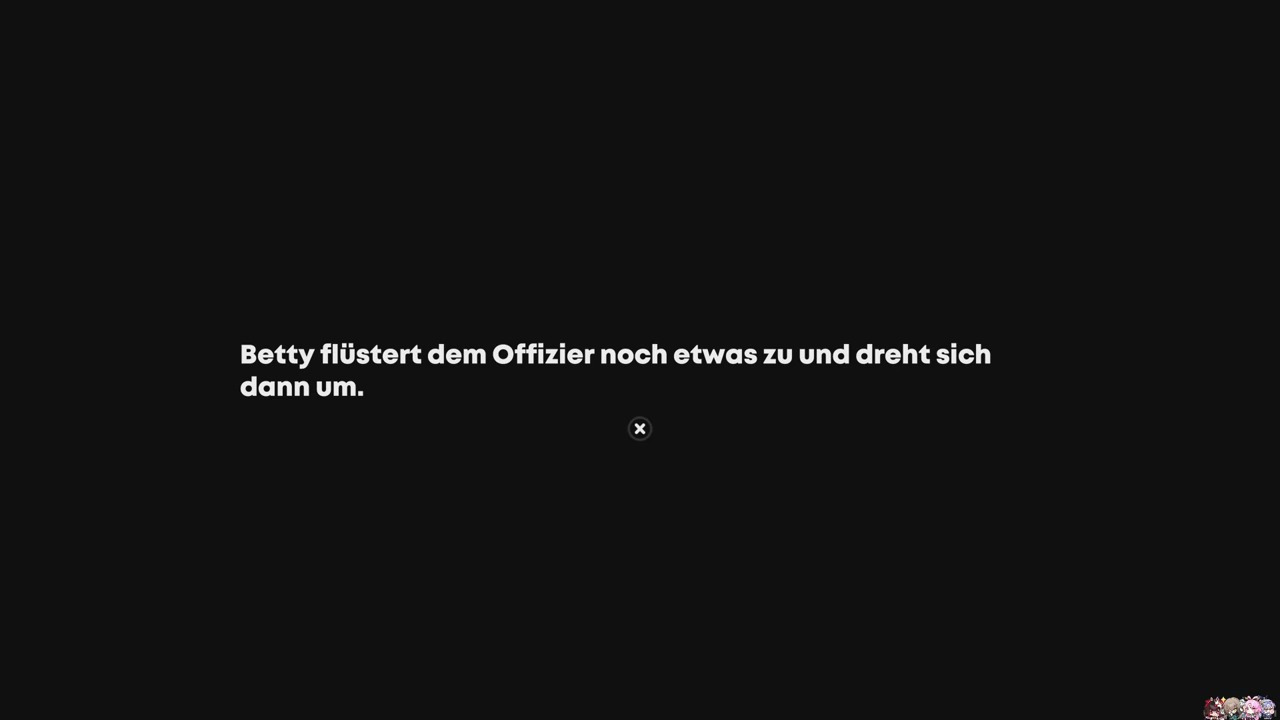 Betty flüstert dem Offizier noch etwas zu und dreht sich
dann um.